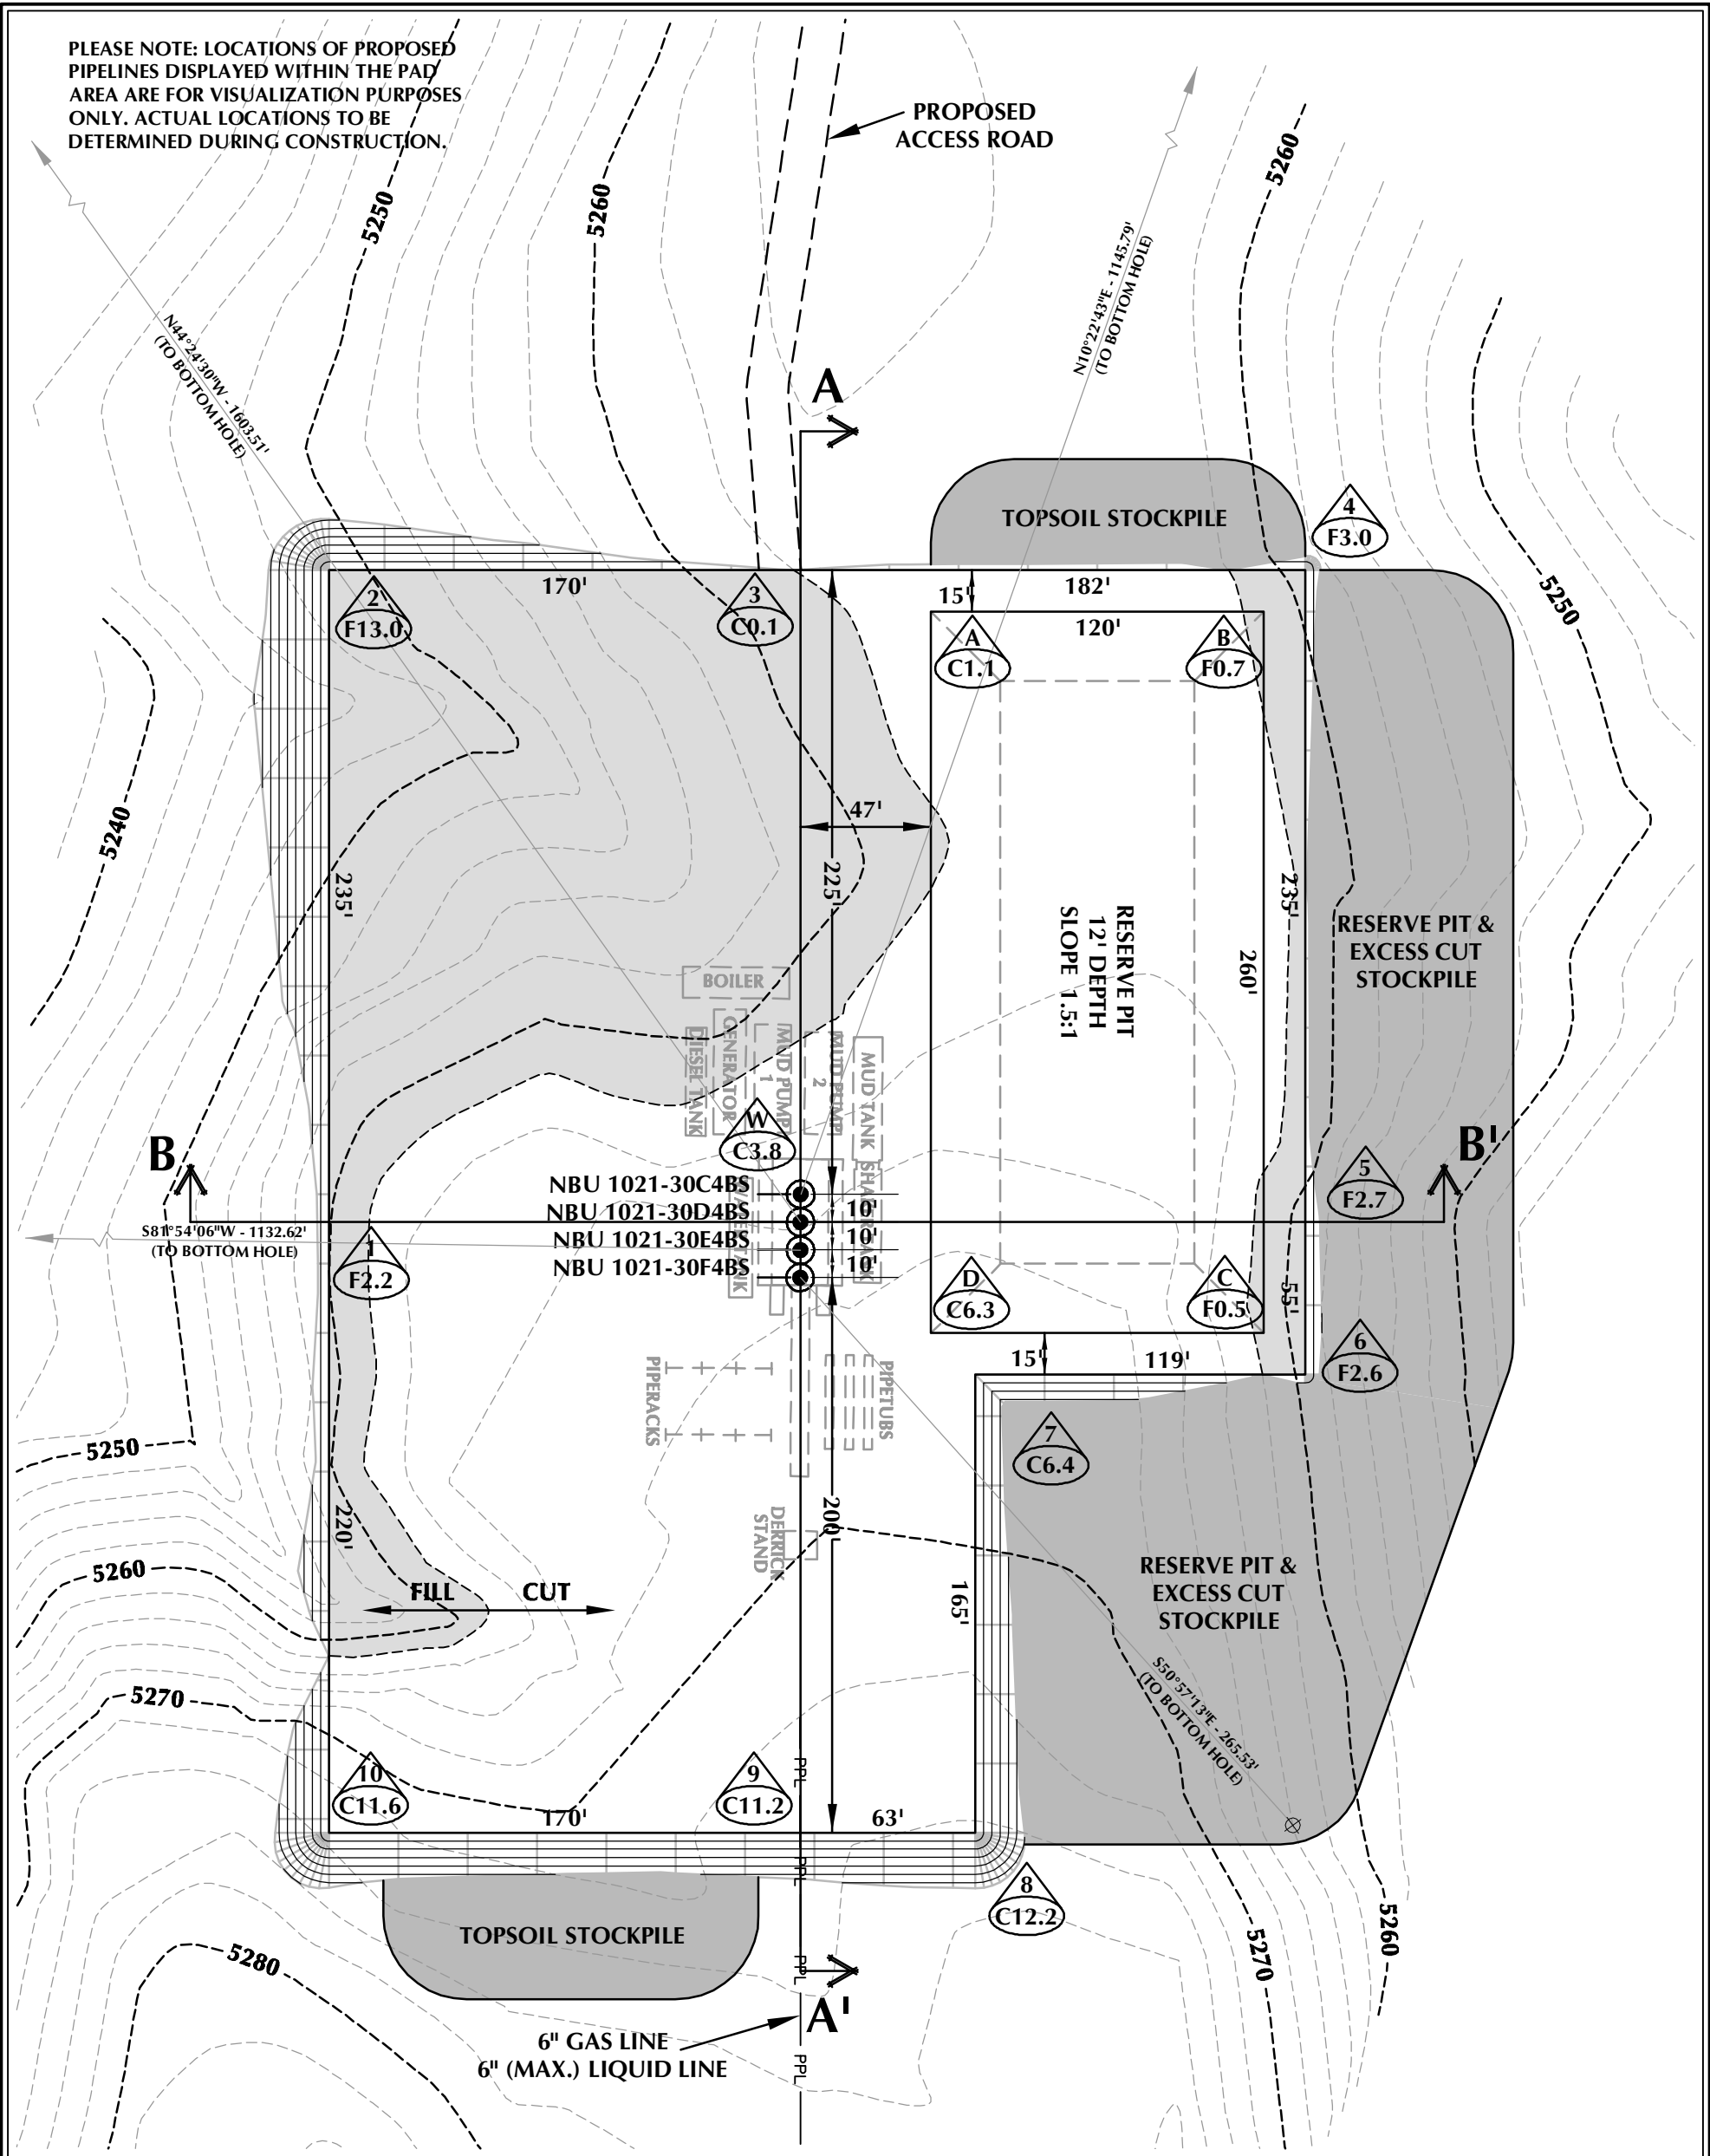 PLEASE NOTE: LOCATIONS OF PROPOSED
PIPELINES DISPLAYED WITHIN THE PAD
AREA ARE FOR VISUALIZATION PURPOSES
ONLY. ACTUAL LOCATIONS TO BE
DETERMINED DURING CONSTRUCTION.
PROPOSED
ACCESS ROAD
5250
5260
5260
N10°22'43"E - 1145.79'
(TO BOTTOM HOLE)
N44°24'30"W - 1603.51'
(TO BOTTOM HOLE)
A
TOPSOIL STOCKPILE
4
F3.0
5250
170'
182'
15'
120'
2
F13.0
3
C0.1
A
C1.1
B
F0.7
5240
47'
235'
225'
235'
RESERVE PIT
12' DEPTH
SLOPE 1.5:1
260'
RESERVE PIT &
EXCESS CUT
STOCKPILE
BOILER
DIESEL TANK
GENERATOR
MUD PUMP
1
MUD PUMP
2
MUD TANK
W
C3.8
SHALE TANK
WATER TANK
B
B'
5
F2.7
NBU 1021-30C4BS
NBU 1021-30D4BS
NBU 1021-30E4BS
NBU 1021-30F4BS
10'
10'
10'
S81°54'06"W - 1132.62'
(TO BOTTOM HOLE)
1
F2.2
D
C6.3
C
F0.5
55'
15'
119'
6
F2.6
PIPERACKS
PIPETUBS
7
C6.4
5250
220'
200'
DERRICK
STAND
165'
5260
FILL
CUT
RESERVE PIT &
EXCESS CUT
STOCKPILE
5270
S50°57'13"E - 265.53'
(TO BOTTOM HOLE)
10
C11.6
9
C11.2
PPL
170'
63'
PPL
8
C12.2
TOPSOIL STOCKPILE
5280
PPL
5270
5260
A'
6" GAS LINE
6" (MAX.) LIQUID LINE
PPL